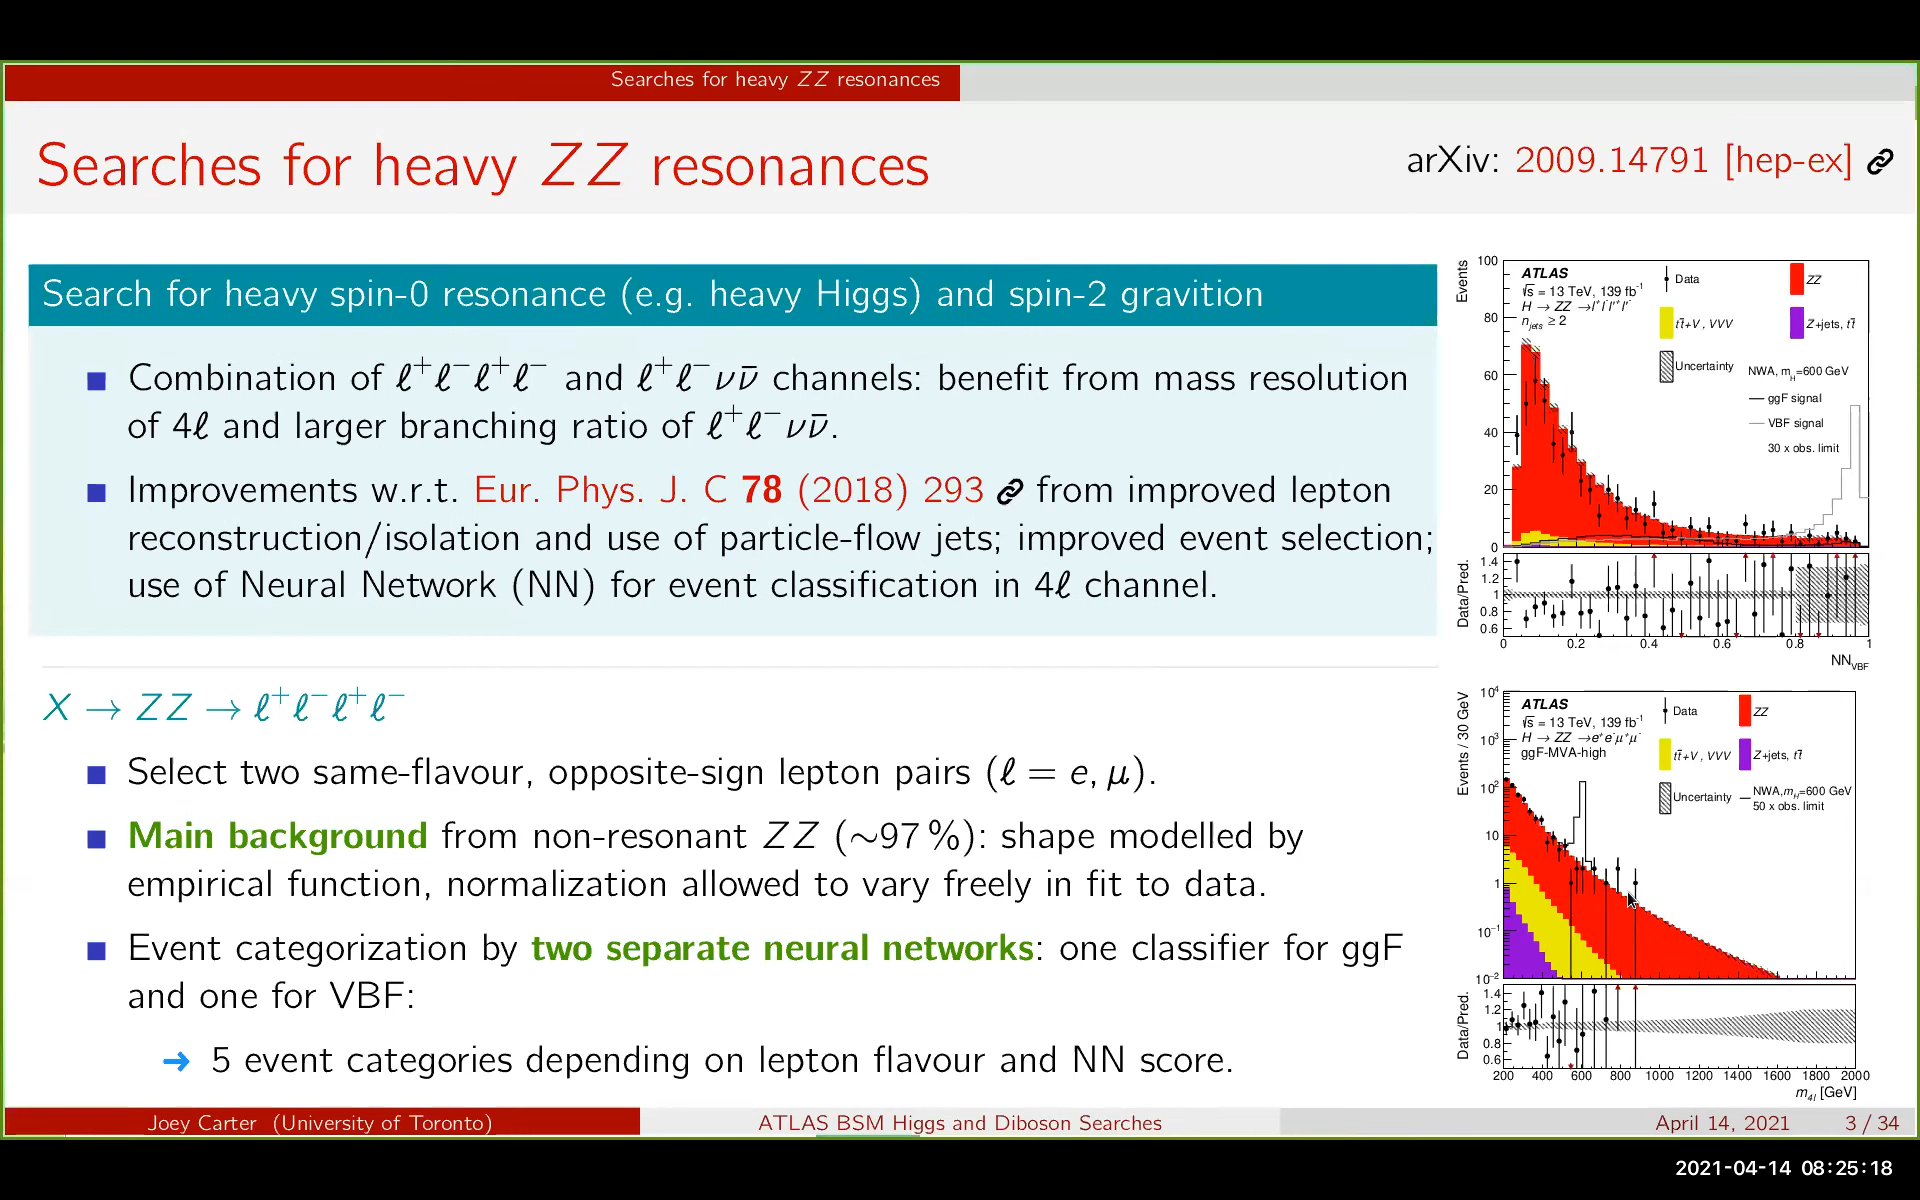 Searches for heavy ZZ resonances
Searches for heavy ZZ resonances
arXiv: 2009.14791 [hep-ex]
Search for heavy spin-0 resonance (e.g. heavy Higgs) and spin-2 gravition
Combination of ℓ⁺ℓ⁻ℓ⁺ℓ⁻ and ℓ⁺ℓ⁻νν̄ channels: benefit from mass resolution
of 4ℓ and larger branching ratio of ℓ⁺ℓ⁻νν̄.
Improvements w.r.t. Eur. Phys. J. C 78 (2018) 293 from improved lepton
reconstruction/isolation and use of particle-flow jets; improved event selection;
use of Neural Network (NN) for event classification in 4ℓ channel.
X → ZZ → ℓ⁺ℓ⁻ℓ⁺ℓ⁻
■ Select two same-flavour, opposite-sign lepton pairs (ℓ = e, μ).
■ Main background from non-resonant ZZ (∼97 %): shape modelled by
empirical function, normalization allowed to vary freely in fit to data.
■ Event categorization by two separate neural networks: one classifier for ggF
and one for VBF:
➜ 5 event categories depending on lepton flavour and NN score.
Events
100
80
60
40
20
0
ATLAS
√s = 13 TeV, 139 fb⁻¹
H → ZZ → l⁺l⁻l'⁺l'⁻
n_jets ≥ 2
Data
ZZ
tt̄+V, VVV
Z+jets, tt̄
Uncertainty
NWA, m_H=600 GeV
ggF signal
VBF signal
30 x obs. limit
Data/Pred.
1.4
1.2
1
0.8
0.6
0 0.2 0.4 0.6 0.8 1
NN_VBF
Events / 30 GeV
10⁴
10³
10²
10
1
10⁻¹
10⁻²
ATLAS
√s = 13 TeV, 139 fb⁻¹
H → ZZ → e⁺e⁻μ⁺μ⁻
ggF-MVA-high
Data
ZZ
tt̄+V, VVV
Z+jets, tt̄
Uncertainty
NWA, m_H=600 GeV
50 x obs. limit
Data/Pred.
1.4
1.2
1
0.8
0.6
200 400 600 800 1000 1200 1400 1600 1800 2000
m_4l [GeV]
Joey Carter (University of Toronto)
ATLAS BSM Higgs and Diboson Searches
April 14, 2021 3 / 34
2021-04-14 08:25:18